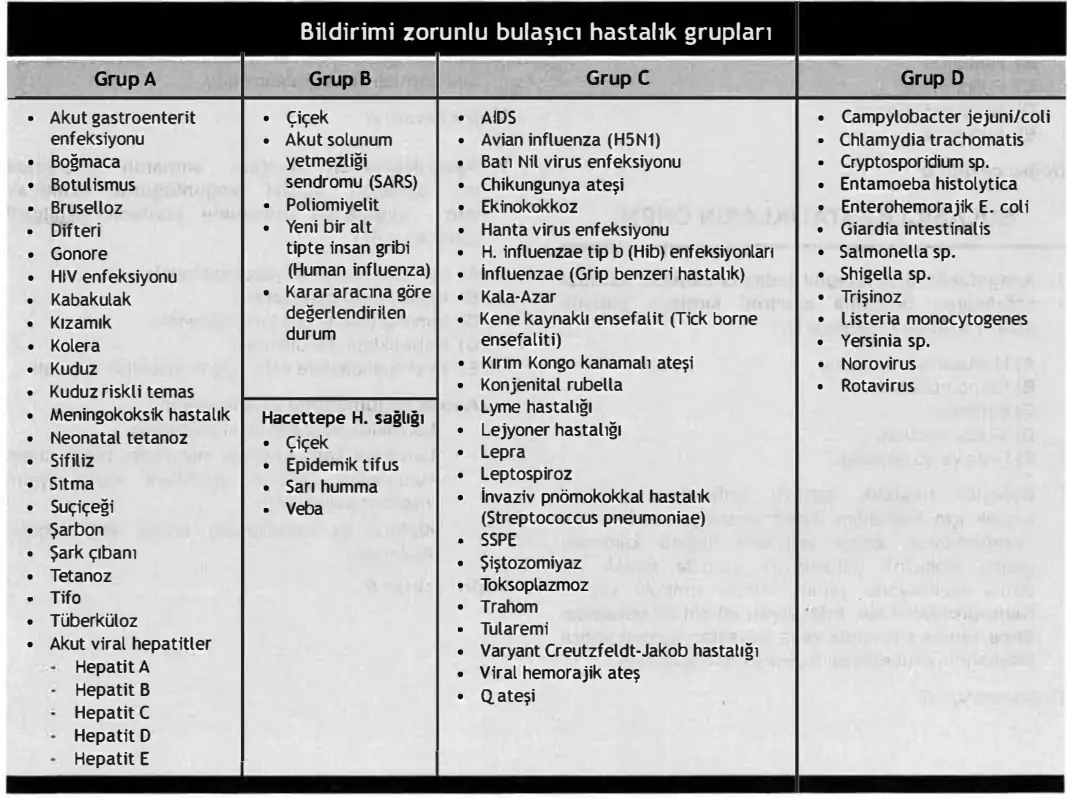 Bildirimi zorunlu bulaşıcı hastalık grupları
Grup A
• Akut gastroenterit
enfeksiyonu
• Boğmaca
• Botulismus
• Bruselloz
• Difteri
• Gonore
• HIV enfeksiyonu
• Kabakulak
• Kızamık
• Kolera
• Kuduz
• Kuduz riskli temas
• Meningokoksik hastalık
• Neonatal tetanoz
• Sifiliz
• Sıtma
• Suçiçeği
• Şarbon
• Şark çıbanı
• Tetanoz
• Tifo
• Tüberküloz
• Akut viral hepatitler
- Hepatit A
- Hepatit B
- Hepatit C
- Hepatit D
- Hepatit E
Grup B
• Çiçek
• Akut solunum
yetmezliği
sendromu (SARS)
• Poliomiyelit
• Yeni bir alt
tipte insan gribi
(Human influenza)
• Karar aracına göre
değerlendirilen
durum
Hacettepe H. sağlığı
• Çiçek
• Epidemik tifus
• Sarı humma
• Veba
Grup C
• AIDS
• Avian influenza (H5N1)
• Batı Nil virus enfeksiyonu
• Chikungunya ateşi
• Ekinokokkoz
• Hanta virus enfeksiyonu
• H. influenzae tip b (Hib) enfeksiyonları
• İnfluenzae (Grip benzeri hastalık)
• Kala-Azar
• Kene kaynaklı ensefalit (Tick borne
ensefaliti)
• Kırım Kongo kanamalı ateşi
• Konjenital rubella
• Lyme hastalığı
• Lejyoner hastalığı
• Lepra
• Leptospiroz
• İnvaziv pnömokokkal hastalık
(Streptococcus pneumoniae)
• SSPE
• Şiştozomiyaz
• Toksoplazmoz
• Trahom
• Tularemi
• Varyant Creutzfeldt-Jakob hastalığı
• Viral hemorajik ateş
• Q ateşi
Grup D
• Campylobacter jejuni/coli
• Chlamydia trachomatis
• Cryptosporidium sp.
• Entamoeba histolytica
• Enterohemorajik E. coli
• Giardia intestinalis
• Salmonella sp.
• Shigella sp.
• Trişinoz
• Listeria monocytogenes
• Yersinia sp.
• Norovirus
• Rotavirus